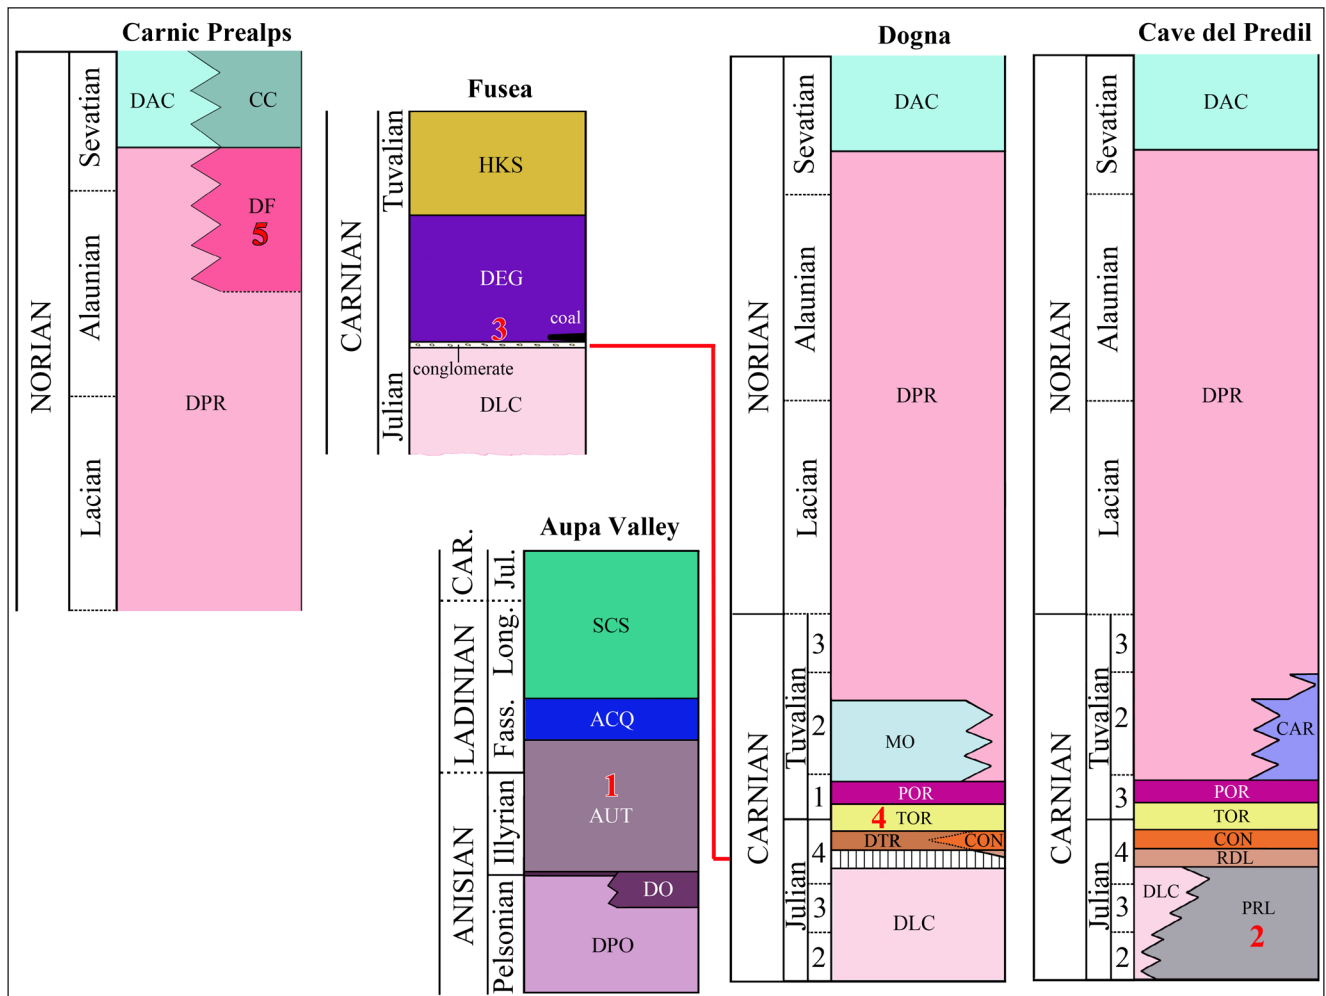 Carnic Prealps
NORIAN
Sevatian
Alaunian
Lacian
DAC
CC
DF
5
DPR
Fusea
CARNIAN
Tuvalian
Julian
HKS
DEG
3
coal
conglomerate
DLC
Aupa Valley
CAR.
LADINIAN
ANISIAN
Jul.
Long.
Fass.
Illyrian
Pelsonian
SCS
ACQ
1
AUT
DO
DPO
Dogna
NORIAN
CARNIAN
Sevatian
Alaunian
Lacian
Tuvalian
Julian
3
2
1
4
3
2
DAC
DPR
MO
POR
4 TOR
DTR
CON
DLC
Cave del Predil
NORIAN
CARNIAN
Sevatian
Alaunian
Lacian
Tuvalian
Julian
3
2
3
4
3
2
DAC
DPR
CAR
POR
TOR
CON
RDL
DLC
PRL
2